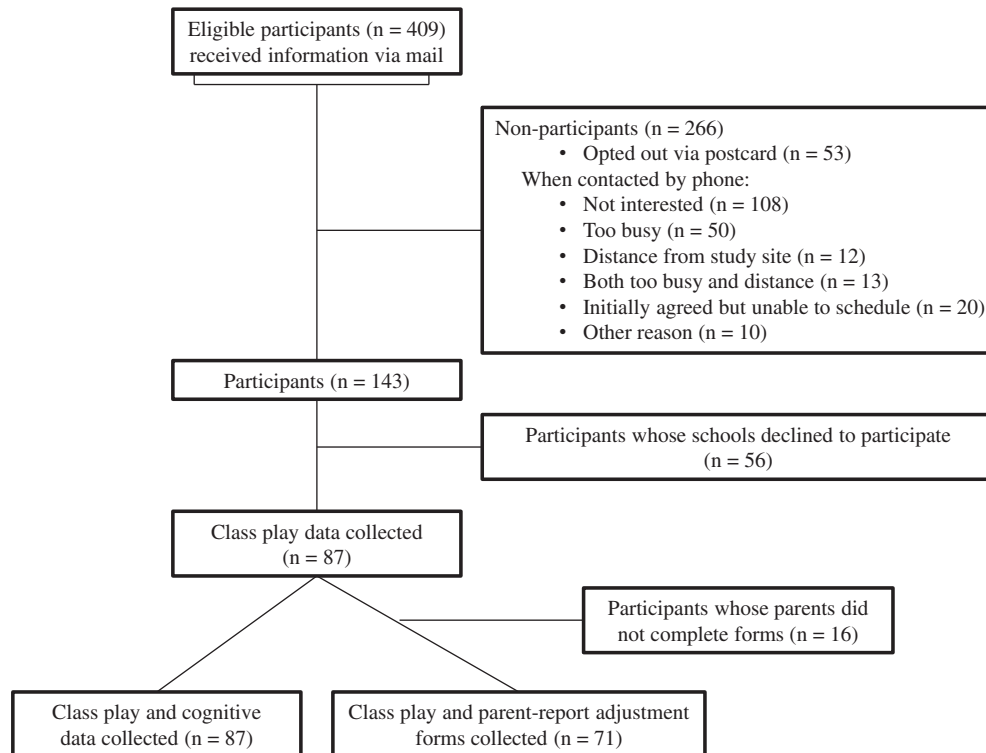 Eligible participants (n = 409)
received information via mail
Non-participants (n = 266)
• Opted out via postcard (n = 53)
When contacted by phone:
• Not interested (n = 108)
• Too busy (n = 50)
• Distance from study site (n = 12)
• Both too busy and distance (n = 13)
• Initially agreed but unable to schedule (n = 20)
• Other reason (n = 10)
Participants (n = 143)
Participants whose schools declined to participate
(n = 56)
Class play data collected
(n = 87)
Participants whose parents did
not complete forms (n = 16)
Class play and cognitive
data collected (n = 87)
Class play and parent-report adjustment
forms collected (n = 71)